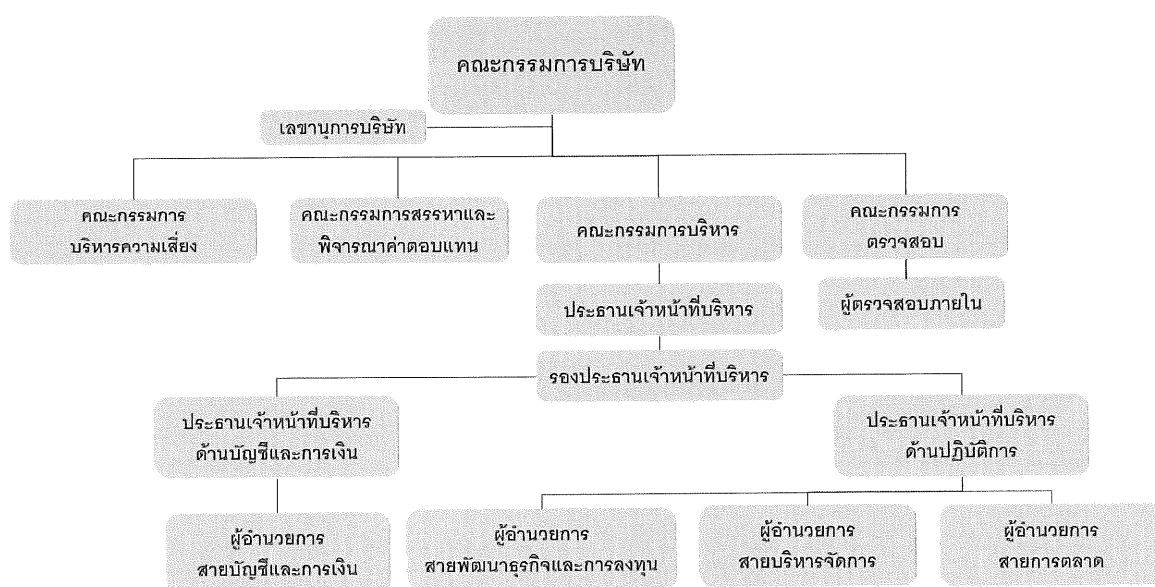 คณะกรรมการบริษัท
เลขานุการบริษัท
คณะกรรมการ
บริหารความเสี่ยง
คณะกรรมการสรรหาและ
พิจารณาค่าตอบแทน
คณะกรรมการบริหาร
คณะกรรมการ
ตรวจสอบ
ประธานเจ้าหน้าที่บริหาร
ผู้ตรวจสอบภายใน
รองประธานเจ้าหน้าที่บริหาร
ประธานเจ้าหน้าที่บริหาร
ด้านบัญชีและการเงิน
ประธานเจ้าหน้าที่บริหาร
ด้านปฏิบัติการ
ผู้อำนวยการ
สายบัญชีและการเงิน
ผู้อำนวยการ
สายพัฒนาธุรกิจและการลงทุน
ผู้อำนวยการ
สายบริหารจัดการ
ผู้อำนวยการ
สายการตลาด